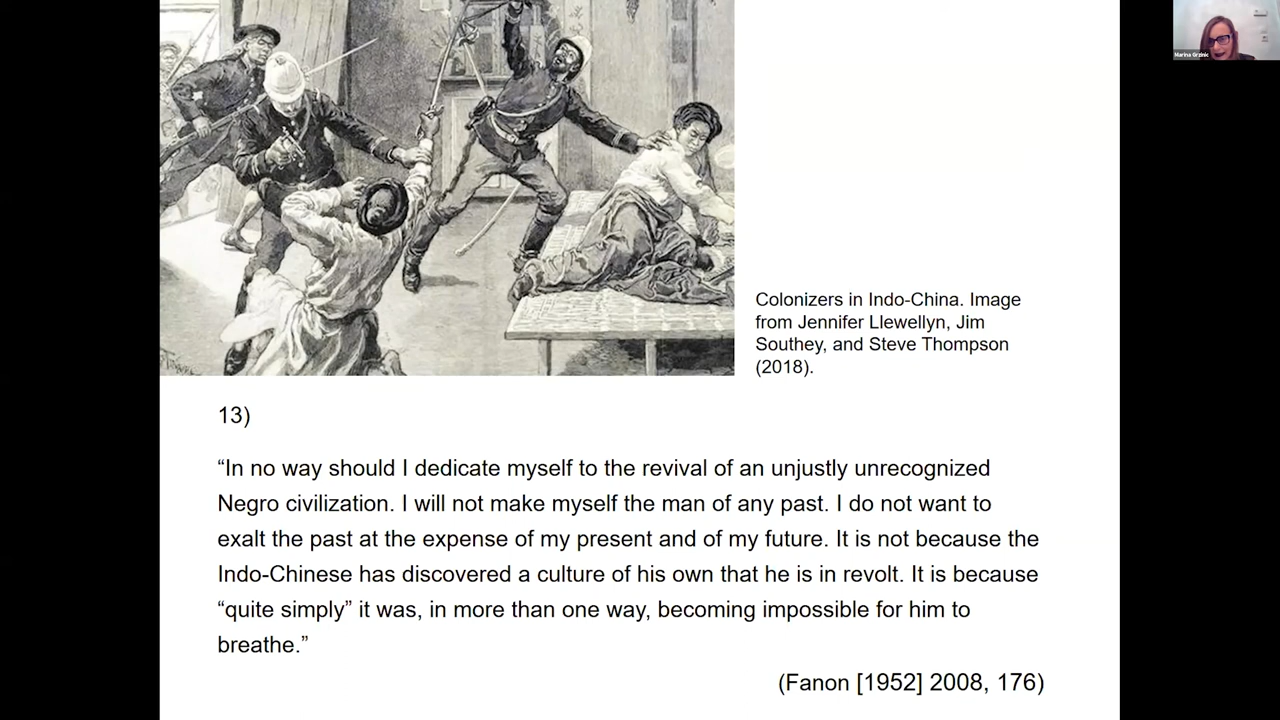 Marina Grzinic
Colonizers in Indo-China. Image
from Jennifer Llewellyn, Jim
Southey, and Steve Thompson
(2018).
13)
“In no way should I dedicate myself to the revival of an unjustly unrecognized
Negro civilization. I will not make myself the man of any past. I do not want to
exalt the past at the expense of my present and of my future. It is not because the
Indo-Chinese has discovered a culture of his own that he is in revolt. It is because
“quite simply” it was, in more than one way, becoming impossible for him to
breathe.”
(Fanon [1952] 2008, 176)